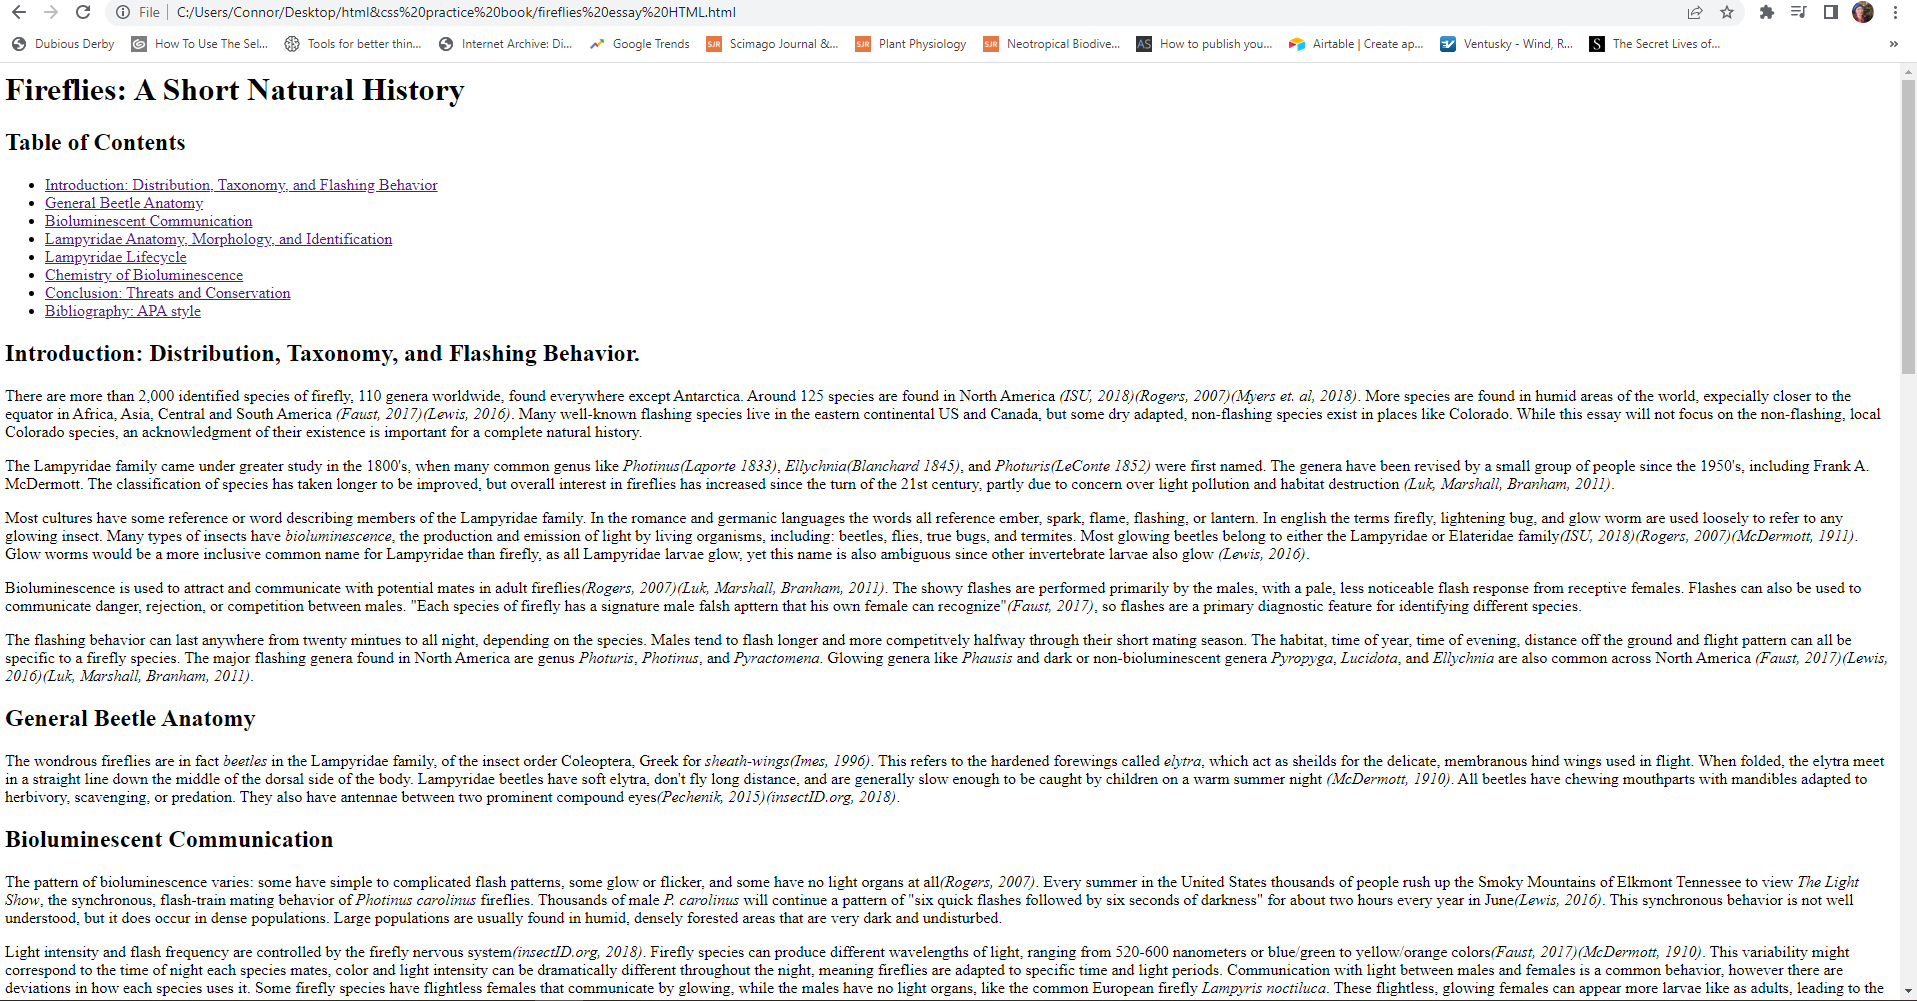 File | C:/Users/Connor/Desktop/html&css%20practice%20book/fireflies%20essay%20HTML.html
Dubious Derby How To Use The Sel... Tools for better thin... Internet Archive: Di... Google Trends SJR Scimago Journal &... SJR Plant Physiology SJR Neotropical Biodive... AS How to publish you... Airtable | Create ap... Ventusky - Wind, R... S The Secret Lives of... »
Fireflies: A Short Natural History
Table of Contents
• Introduction: Distribution, Taxonomy, and Flashing Behavior
• General Beetle Anatomy
• Bioluminescent Communication
• Lampyridae Anatomy, Morphology, and Identification
• Lampyridae Lifecycle
• Chemistry of Bioluminescence
• Conclusion: Threats and Conservation
• Bibliography: APA style
Introduction: Distribution, Taxonomy, and Flashing Behavior.
There are more than 2,000 identified species of firefly, 110 genera worldwide, found everywhere except Antarctica. Around 125 species are found in North America (ISU, 2018)(Rogers, 2007)(Myers et. al, 2018). More species are found in humid areas of the world, expecially closer to the
equator in Africa, Asia, Central and South America (Faust, 2017)(Lewis, 2016). Many well-known flashing species live in the eastern continental US and Canada, but some dry adapted, non-flashing species exist in places like Colorado. While this essay will not focus on the non-flashing, local
Colorado species, an acknowledgment of their existence is important for a complete natural history.
The Lampyridae family came under greater study in the 1800's, when many common genus like Photinus(Laporte 1833), Ellychnia(Blanchard 1845), and Photuris(LeConte 1852) were first named. The genera have been revised by a small group of people since the 1950's, including Frank A.
McDermott. The classification of species has taken longer to be improved, but overall interest in fireflies has increased since the turn of the 21st century, partly due to concern over light pollution and habitat destruction (Luk, Marshall, Branham, 2011).
Most cultures have some reference or word describing members of the Lampyridae family. In the romance and germanic languages the words all reference ember, spark, flame, flashing, or lantern. In english the terms firefly, lightening bug, and glow worm are used loosely to refer to any
glowing insect. Many types of insects have bioluminescence, the production and emission of light by living organisms, including: beetles, flies, true bugs, and termites. Most glowing beetles belong to either the Lampyridae or Elateridae family(ISU, 2018)(Rogers, 2007)(McDermott, 1911).
Glow worms would be a more inclusive common name for Lampyridae than firefly, as all Lampyridae larvae glow, yet this name is also ambiguous since other invertebrate larvae also glow (Lewis, 2016).
Bioluminescence is used to attract and communicate with potential mates in adult fireflies(Rogers, 2007)(Luk, Marshall, Branham, 2011). The showy flashes are performed primarily by the males, with a pale, less noticeable flash response from receptive females. Flashes can also be used to
communicate danger, rejection, or competition between males. "Each species of firefly has a signature male falsh apttern that his own female can recognize"(Faust, 2017), so flashes are a primary diagnostic feature for identifying different species.
The flashing behavior can last anywhere from twenty mintues to all night, depending on the species. Males tend to flash longer and more competitvely halfway through their short mating season. The habitat, time of year, time of evening, distance off the ground and flight pattern can all be
specific to a firefly species. The major flashing genera found in North America are genus Photuris, Photinus, and Pyractomena. Glowing genera like Phausis and dark or non-bioluminescent genera Pyropyga, Lucidota, and Ellychnia are also common across North America (Faust, 2017)(Lewis,
2016)(Luk, Marshall, Branham, 2011).
General Beetle Anatomy
The wondrous fireflies are in fact beetles in the Lampyridae family, of the insect order Coleoptera, Greek for sheath-wings(Imes, 1996). This refers to the hardened forewings called elytra, which act as sheilds for the delicate, membranous hind wings used in flight. When folded, the elytra meet
in a straight line down the middle of the dorsal side of the body. Lampyridae beetles have soft elytra, don't fly long distance, and are generally slow enough to be caught by children on a warm summer night (McDermott, 1910). All beetles have chewing mouthparts with mandibles adapted to
herbivory, scavenging, or predation. They also have antennae between two prominent compound eyes(Pechenik, 2015)(insectID.org, 2018).
Bioluminescent Communication
The pattern of bioluminescence varies: some have simple to complicated flash patterns, some glow or flicker, and some have no light organs at all(Rogers, 2007). Every summer in the United States thousands of people rush up the Smoky Mountains of Elkmont Tennessee to view The Light
Show, the synchronous, flash-train mating behavior of Photinus carolinus fireflies. Thousands of male P. carolinus will continue a pattern of "six quick flashes followed by six seconds of darkness" for about two hours every year in June(Lewis, 2016). This synchronous behavior is not well
understood, but it does occur in dense populations. Large populations are usually found in humid, densely forested areas that are very dark and undisturbed.
Light intensity and flash frequency are controlled by the firefly nervous system(insectID.org, 2018). Firefly species can produce different wavelengths of light, ranging from 520-600 nanometers or blue/green to yellow/orange colors(Faust, 2017)(McDermott, 1910). This variability might
correspond to the time of night each species mates, color and light intensity can be dramatically different throughout the night, meaning fireflies are adapted to specific time and light periods. Communication with light between males and females is a common behavior, however there are
deviations in how each species uses it. Some firefly species have flightless females that communicate by glowing, while the males have no light organs, like the common European firefly Lampyris noctiluca. These flightless, glowing females can appear more larvae like as adults, leading to the